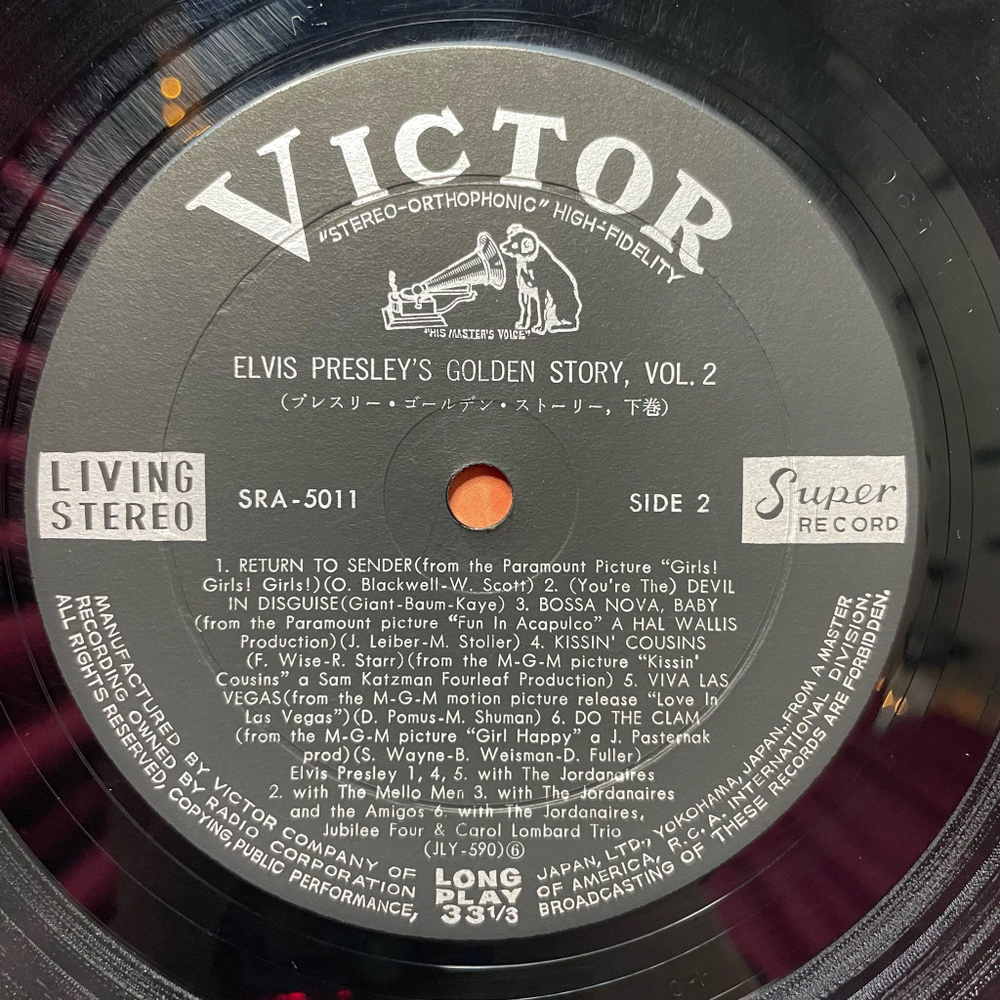 VICTOR
"STEREO-ORTHOPHONIC" HIGH-FIDELITY
"HIS MASTER'S VOICE"
ELVIS PRESLEY'S GOLDEN STORY, VOL. 2
(プレスリー・ゴールデン・ストーリー, 下巻)
LIVING
STEREO
SRA-5011
SIDE 2
Super
RECORD
1. RETURN TO SENDER(from the Paramount Picture "Girls!
Girls! Girls!)(O. Blackwell-W. Scott) 2. (You're The) DEVIL
IN DISGUISE(Giant-Baum-Kaye) 3. BOSSA NOVA, BABY
(from the Paramount picture "Fun In Acapulco" A HAL WALLIS
Production)(J. Leiber-M. Stoller) 4. KISSIN' COUSINS
(F. Wise-R. Starr)(from the M-G-M picture "Kissin'
Cousins" a Sam Katzman Fourleaf Production) 5. VIVA LAS
VEGAS(from the M-G-M motion picture release "Love In
Las Vegas")(D. Pomus-M. Shuman) 6. DO THE CLAM
(from the M-G-M picture "Girl Happy" a J. Pasternak
prod)(S. Wayne-B. Weisman-D. Fuller)
Elvis Presley 1, 4, 5. with The Jordanaires
2. with The Mello Men 3. with The Jordanaires
and the Amigos 6. with The Jordanaires,
Jubilee Four & Carol Lombard Trio
(JLY-590)⑥
MANUFACTURED BY VICTOR COMPANY OF JAPAN, LTD., YOKOHAMA, JAPAN, FROM A MASTER
RECORDING OWNED BY RADIO CORPORATION OF AMERICA, R.C.A. INTERNATIONAL DIVISION.
ALL RIGHTS RESERVED, COPYING, PUBLIC PERFORMANCE, BROADCASTING OF THESE RECORDS ARE FORBIDDEN.
LONG
PLAY
33 1/3